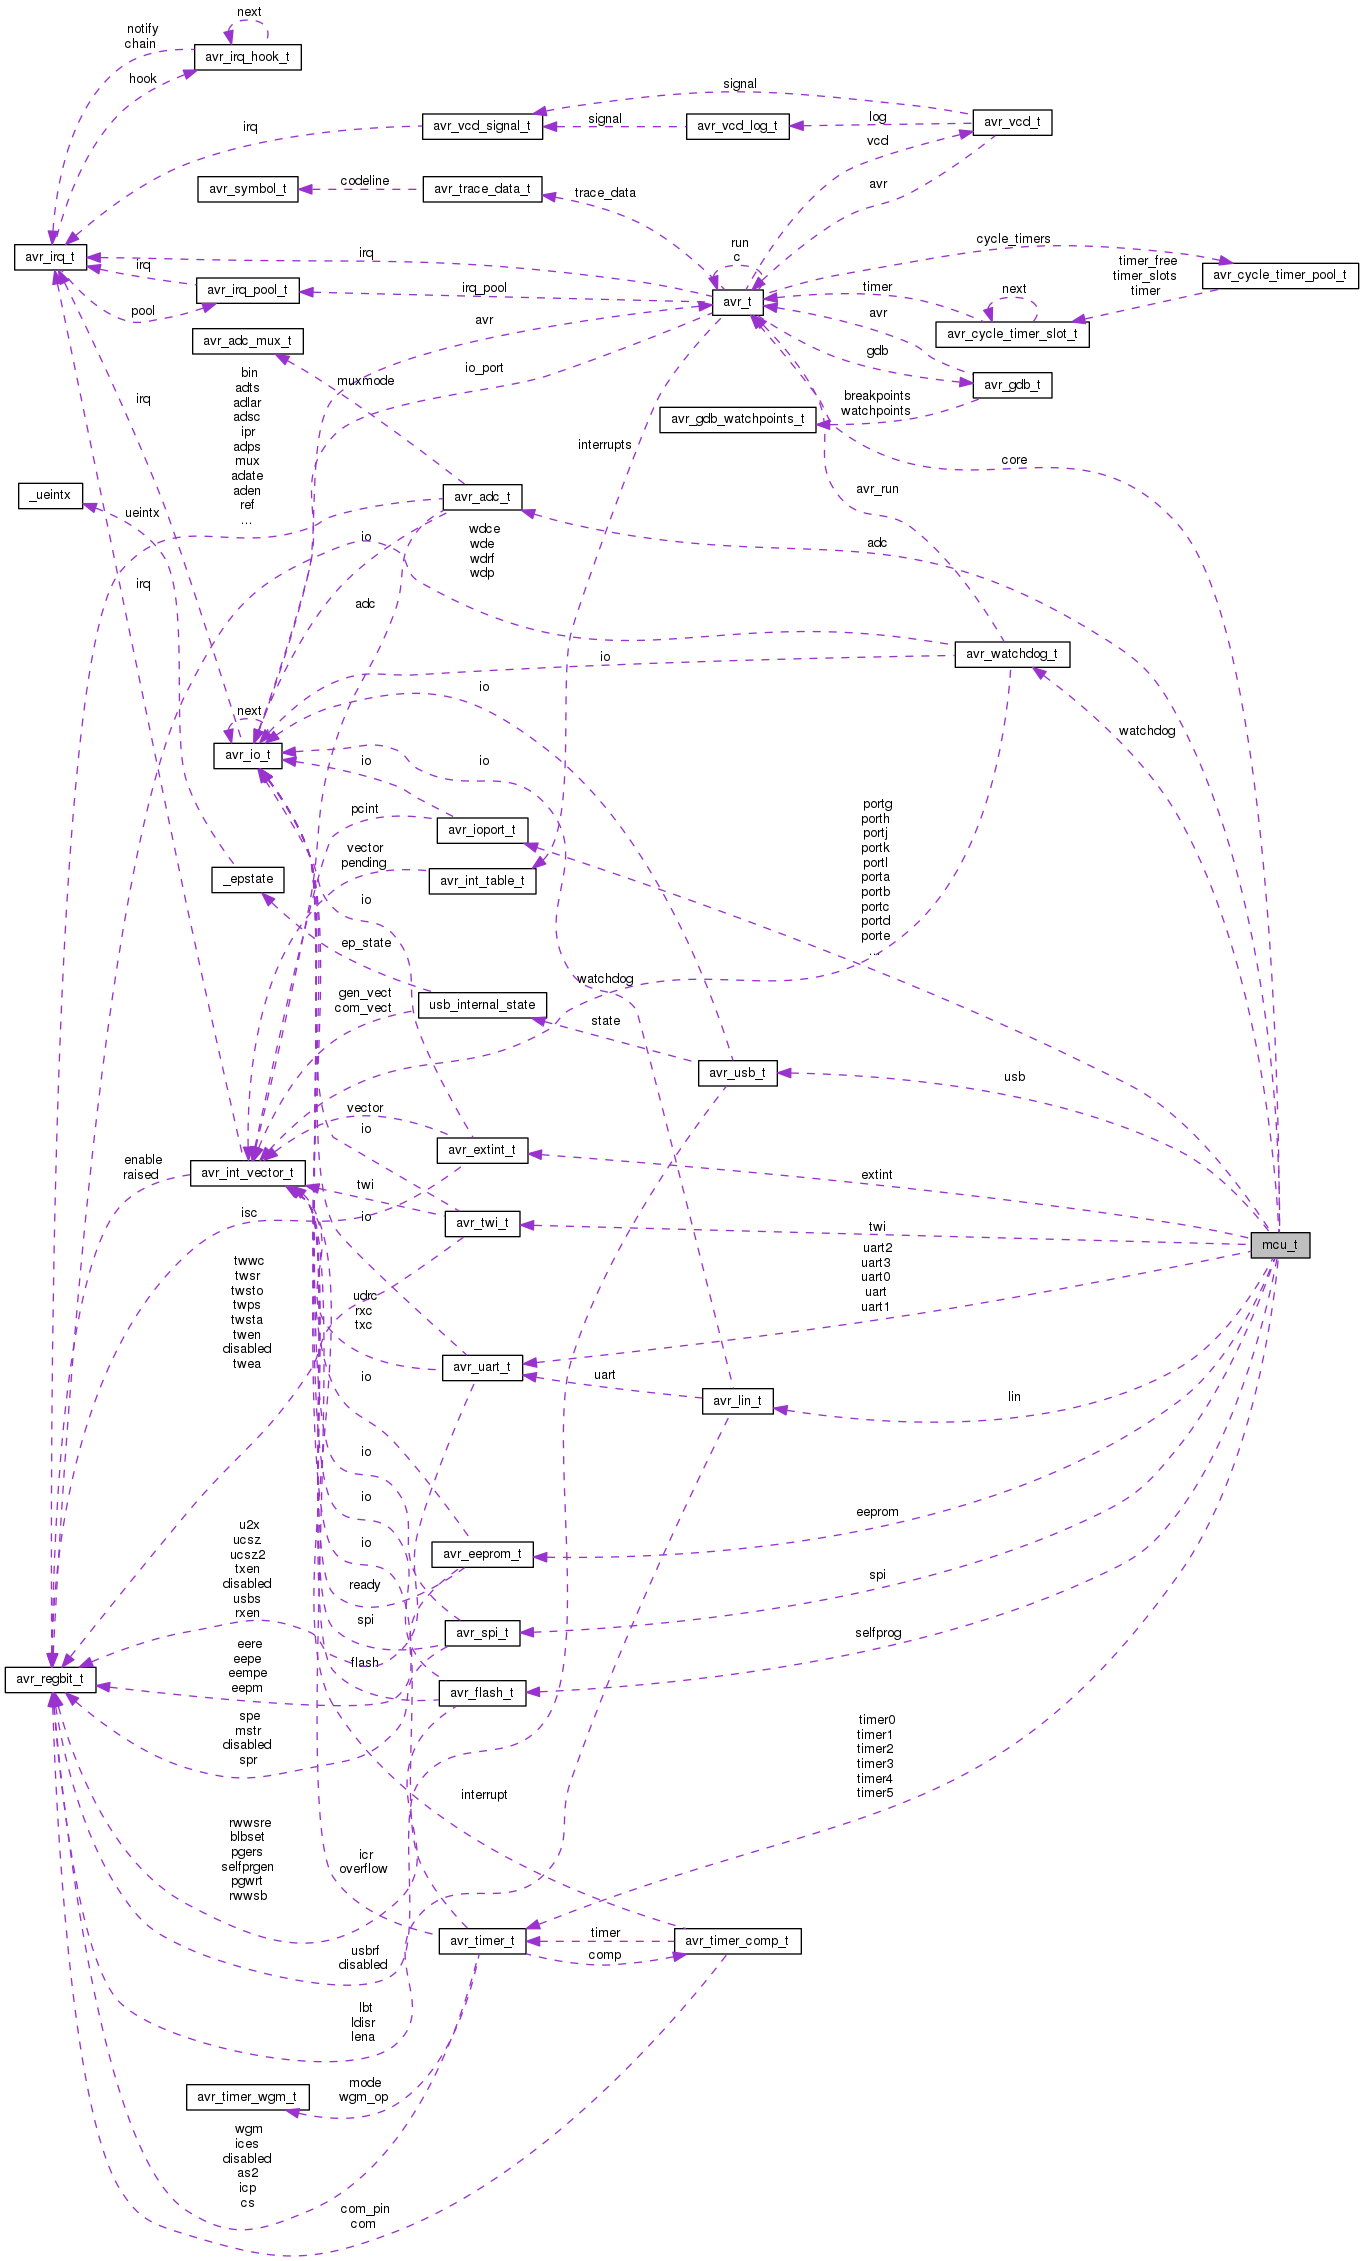 next
notify
chain
avr_irq_hook_t
hook
signal
avr_vcd_t
log
signal
avr_vcd_signal_t
avr_vcd_log_t
irq
vcd
codeline
avr
avr_symbol_t
avr_trace_data_t
trace_data
cycle_timers
run
c
irq
avr_irq_t
irq
timer_free
timer_slots
timer
avr_cycle_timer_pool_t
avr_irq_pool_t
irq_pool
timer
next
avr_t
pool
avr
avr
avr_cycle_timer_slot_t
avr_adc_mux_t
gdb
io_port
muxmode
avr_gdb_t
bin
adts
adlar
adsc
ipr
adps
mux
adate
aden
ref
...
irq
breakpoints
watchpoints
avr_gdb_watchpoints_t
interrupts
core
avr_run
_ueintx
avr_adc_t
ueintx
wdce
wde
wdrf
wdp
io
adc
irq
adc
avr_watchdog_t
io
io
next
watchdog
avr_io_t
io
io
portg
porth
portj
portk
portl
porta
portb
portc
portd
porte
...
pcint
avr_ioport_t
vector
pending
_epstate
avr_int_table_t
io
ep_state
watchdog
gen_vect
com_vect
usb_internal_state
state
avr_usb_t
usb
vector
io
enable
raised
avr_int_vector_t
avr_extint_t
extint
twi
isc
io
avr_twi_t
twi
mcu_t
twwc
twsr
twsto
twps
twsta
twen
disabled
twea
uart2
uart3
uart0
uart
uart1
udrc
rxc
txc
avr_uart_t
io
uart
avr_lin_t
lin
io
io
eeprom
u2x
ucsz
ucsz2
txen
disabled
usbs
rxen
io
avr_eeprom_t
ready
spi
spi
avr_spi_t
selfprog
eere
eepe
eempe
eepm
flash
avr_regbit_t
avr_flash_t
spe
mstr
disabled
spr
timer0
timer1
timer2
timer3
timer4
timer5
interrupt
rwwsre
blbset
pgers
selfprgen
pgwrt
rwwsb
icr
overflow
timer
avr_timer_t
avr_timer_comp_t
comp
usbrf
disabled
lbt
ldisr
lena
avr_timer_wgm_t
mode
wgm_op
wgm
ices
disabled
as2
icp
cs
com_pin
com